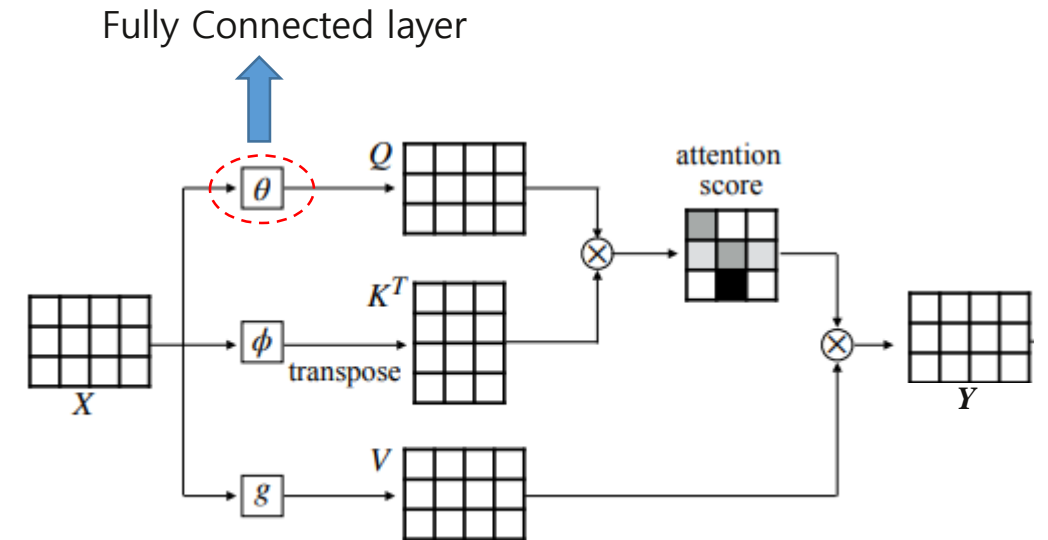 Fully Connected layer
Q
θ
attention
score
K^T
ϕ
transpose
X
Y
V
g